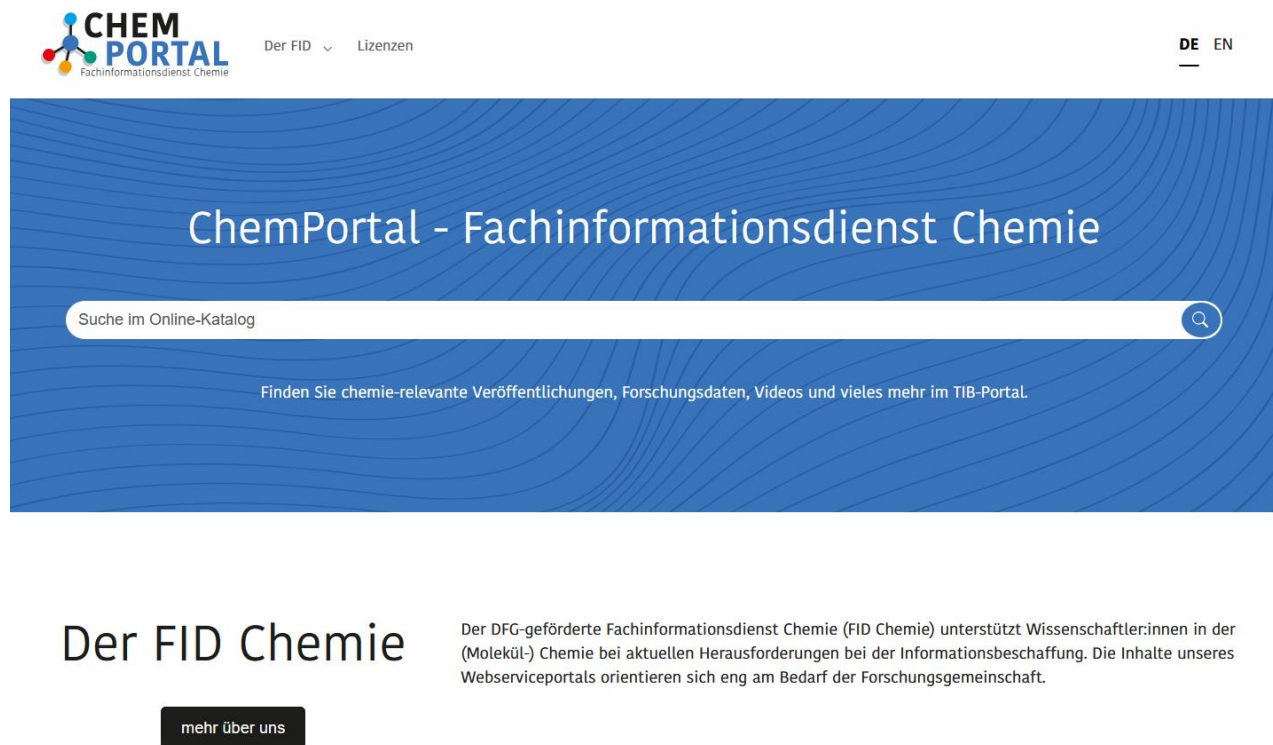 CHEM
PORTAL
Fachinformationsdienst Chemie
Der FID
Lizenzen
DE EN
ChemPortal - Fachinformationsdienst Chemie
Suche im Online-Katalog
Finden Sie chemie-relevante Veröffentlichungen, Forschungsdaten, Videos und vieles mehr im TIB-Portal.
Der FID Chemie
mehr über uns
Der DFG-geförderte Fachinformationsdienst Chemie (FID Chemie) unterstützt Wissenschaftler:innen in der
(Molekül-) Chemie bei aktuellen Herausforderungen bei der Informationsbeschaffung. Die Inhalte unseres
Webserviceportals orientieren sich eng am Bedarf der Forschungsgemeinschaft.